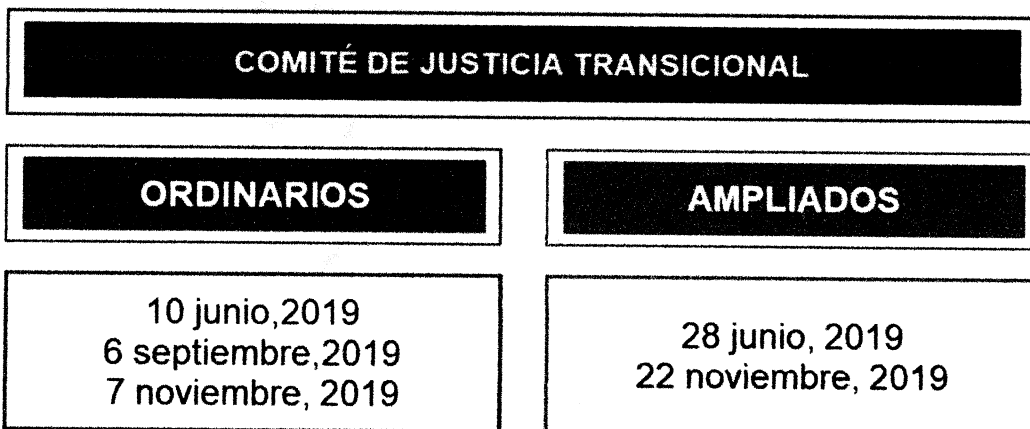 COMITÉ DE JUSTICIA TRANSICIONAL
ORDINARIOS
AMPLIADOS
10 junio,2019
6 septiembre,2019
7 noviembre, 2019
28 junio, 2019
22 noviembre, 2019